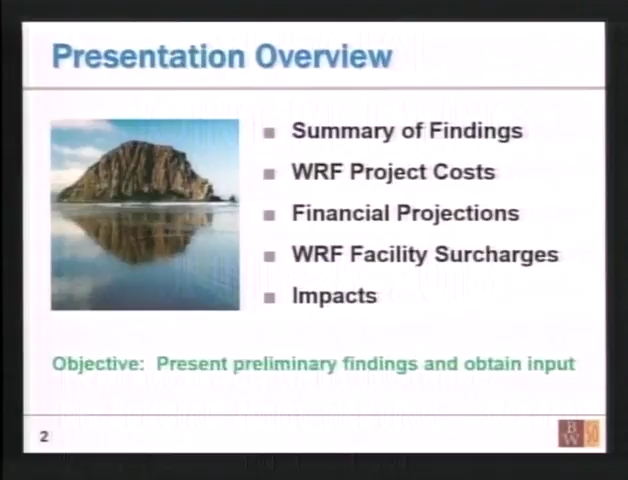 Presentation Overview
Summary of Findings
WRF Project Costs
Financial Projections
WRF Facility Surcharges
Impacts
Objective: Present preliminary findings and obtain input
2
B
W
50